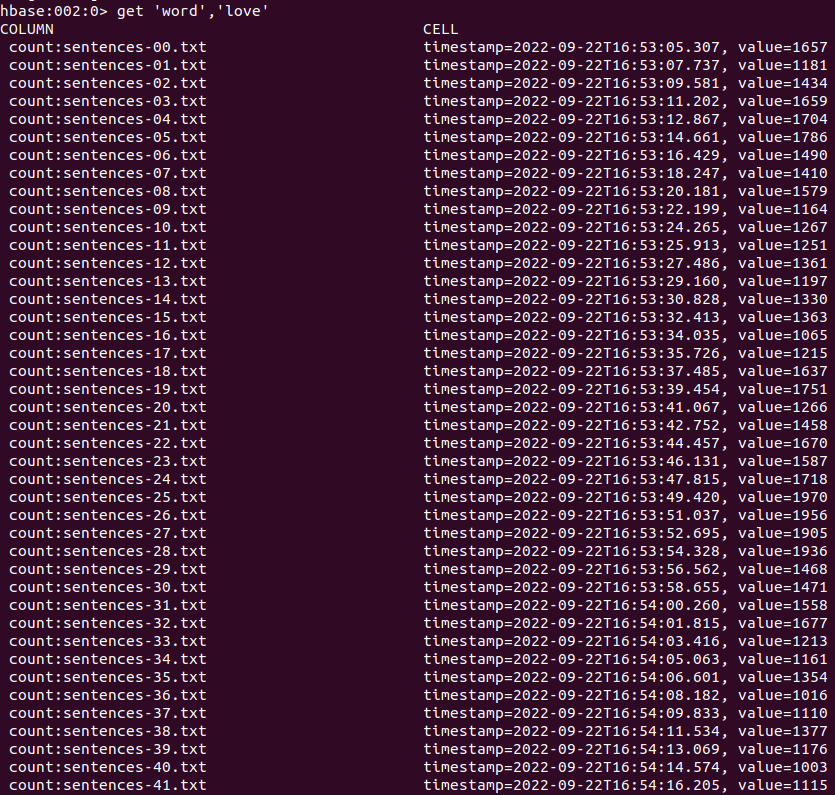 hbase:002:0> get 'word','love'
COLUMN CELL
count:sentences-00.txt timestamp=2022-09-22T16:53:05.307, value=1657
count:sentences-01.txt timestamp=2022-09-22T16:53:07.737, value=1181
count:sentences-02.txt timestamp=2022-09-22T16:53:09.581, value=1434
count:sentences-03.txt timestamp=2022-09-22T16:53:11.202, value=1659
count:sentences-04.txt timestamp=2022-09-22T16:53:12.867, value=1704
count:sentences-05.txt timestamp=2022-09-22T16:53:14.661, value=1786
count:sentences-06.txt timestamp=2022-09-22T16:53:16.429, value=1490
count:sentences-07.txt timestamp=2022-09-22T16:53:18.247, value=1410
count:sentences-08.txt timestamp=2022-09-22T16:53:20.181, value=1579
count:sentences-09.txt timestamp=2022-09-22T16:53:22.199, value=1164
count:sentences-10.txt timestamp=2022-09-22T16:53:24.265, value=1267
count:sentences-11.txt timestamp=2022-09-22T16:53:25.913, value=1251
count:sentences-12.txt timestamp=2022-09-22T16:53:27.486, value=1361
count:sentences-13.txt timestamp=2022-09-22T16:53:29.160, value=1197
count:sentences-14.txt timestamp=2022-09-22T16:53:30.828, value=1330
count:sentences-15.txt timestamp=2022-09-22T16:53:32.413, value=1363
count:sentences-16.txt timestamp=2022-09-22T16:53:34.035, value=1065
count:sentences-17.txt timestamp=2022-09-22T16:53:35.726, value=1215
count:sentences-18.txt timestamp=2022-09-22T16:53:37.485, value=1637
count:sentences-19.txt timestamp=2022-09-22T16:53:39.454, value=1751
count:sentences-20.txt timestamp=2022-09-22T16:53:41.067, value=1266
count:sentences-21.txt timestamp=2022-09-22T16:53:42.752, value=1458
count:sentences-22.txt timestamp=2022-09-22T16:53:44.457, value=1670
count:sentences-23.txt timestamp=2022-09-22T16:53:46.131, value=1587
count:sentences-24.txt timestamp=2022-09-22T16:53:47.815, value=1718
count:sentences-25.txt timestamp=2022-09-22T16:53:49.420, value=1970
count:sentences-26.txt timestamp=2022-09-22T16:53:51.037, value=1956
count:sentences-27.txt timestamp=2022-09-22T16:53:52.695, value=1905
count:sentences-28.txt timestamp=2022-09-22T16:53:54.328, value=1936
count:sentences-29.txt timestamp=2022-09-22T16:53:56.562, value=1468
count:sentences-30.txt timestamp=2022-09-22T16:53:58.655, value=1471
count:sentences-31.txt timestamp=2022-09-22T16:54:00.260, value=1558
count:sentences-32.txt timestamp=2022-09-22T16:54:01.815, value=1677
count:sentences-33.txt timestamp=2022-09-22T16:54:03.416, value=1213
count:sentences-34.txt timestamp=2022-09-22T16:54:05.063, value=1161
count:sentences-35.txt timestamp=2022-09-22T16:54:06.601, value=1354
count:sentences-36.txt timestamp=2022-09-22T16:54:08.182, value=1016
count:sentences-37.txt timestamp=2022-09-22T16:54:09.833, value=1110
count:sentences-38.txt timestamp=2022-09-22T16:54:11.534, value=1377
count:sentences-39.txt timestamp=2022-09-22T16:54:13.069, value=1176
count:sentences-40.txt timestamp=2022-09-22T16:54:14.574, value=1003
count:sentences-41.txt timestamp=2022-09-22T16:54:16.205, value=1115